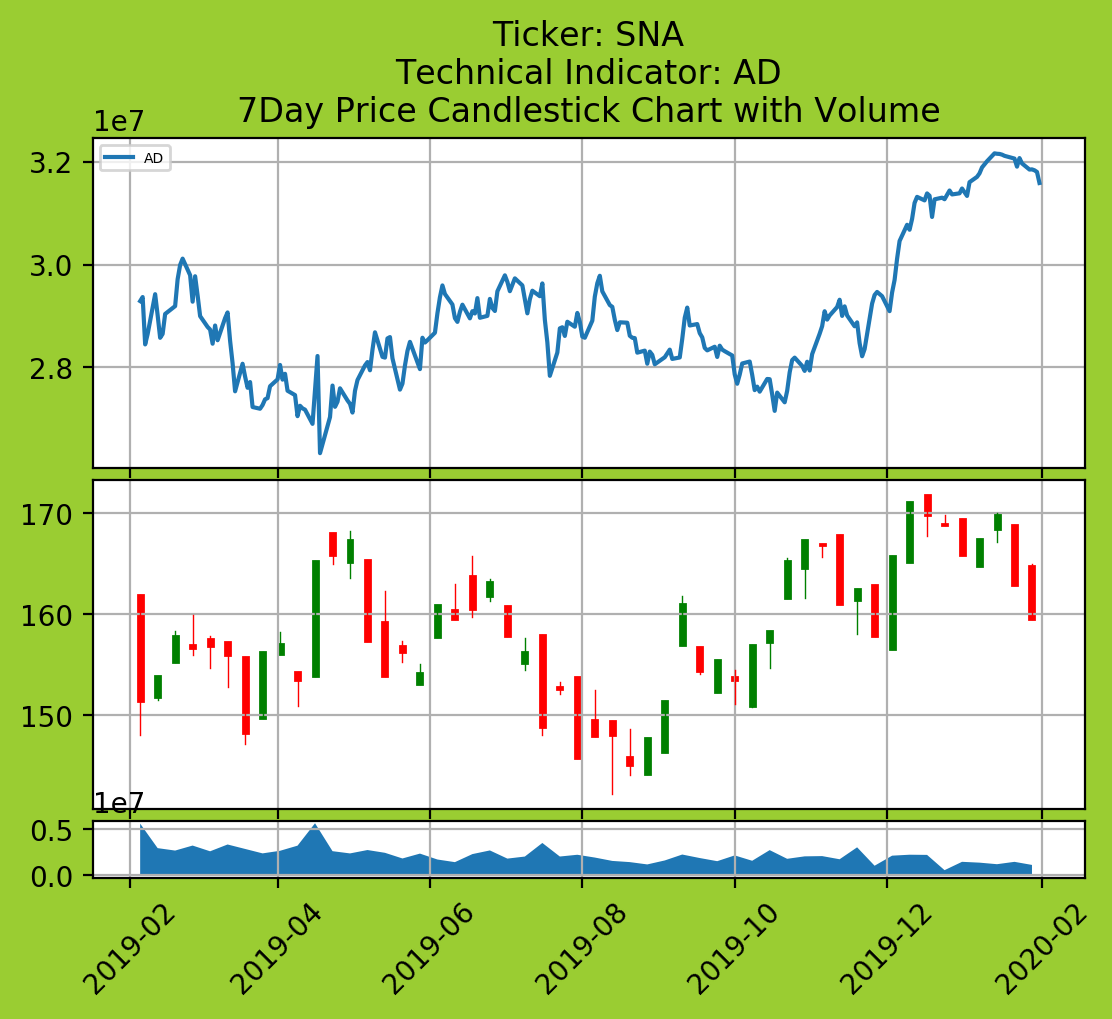 Ticker: SNA
Technical Indicator: AD
7Day Price Candlestick Chart with Volume
1e7
AD
3.2
3.0
2.8
170
160
150
1e7
0.5
0.0
2019-02
2019-04
2019-06
2019-08
2019-10
2019-12
2020-02